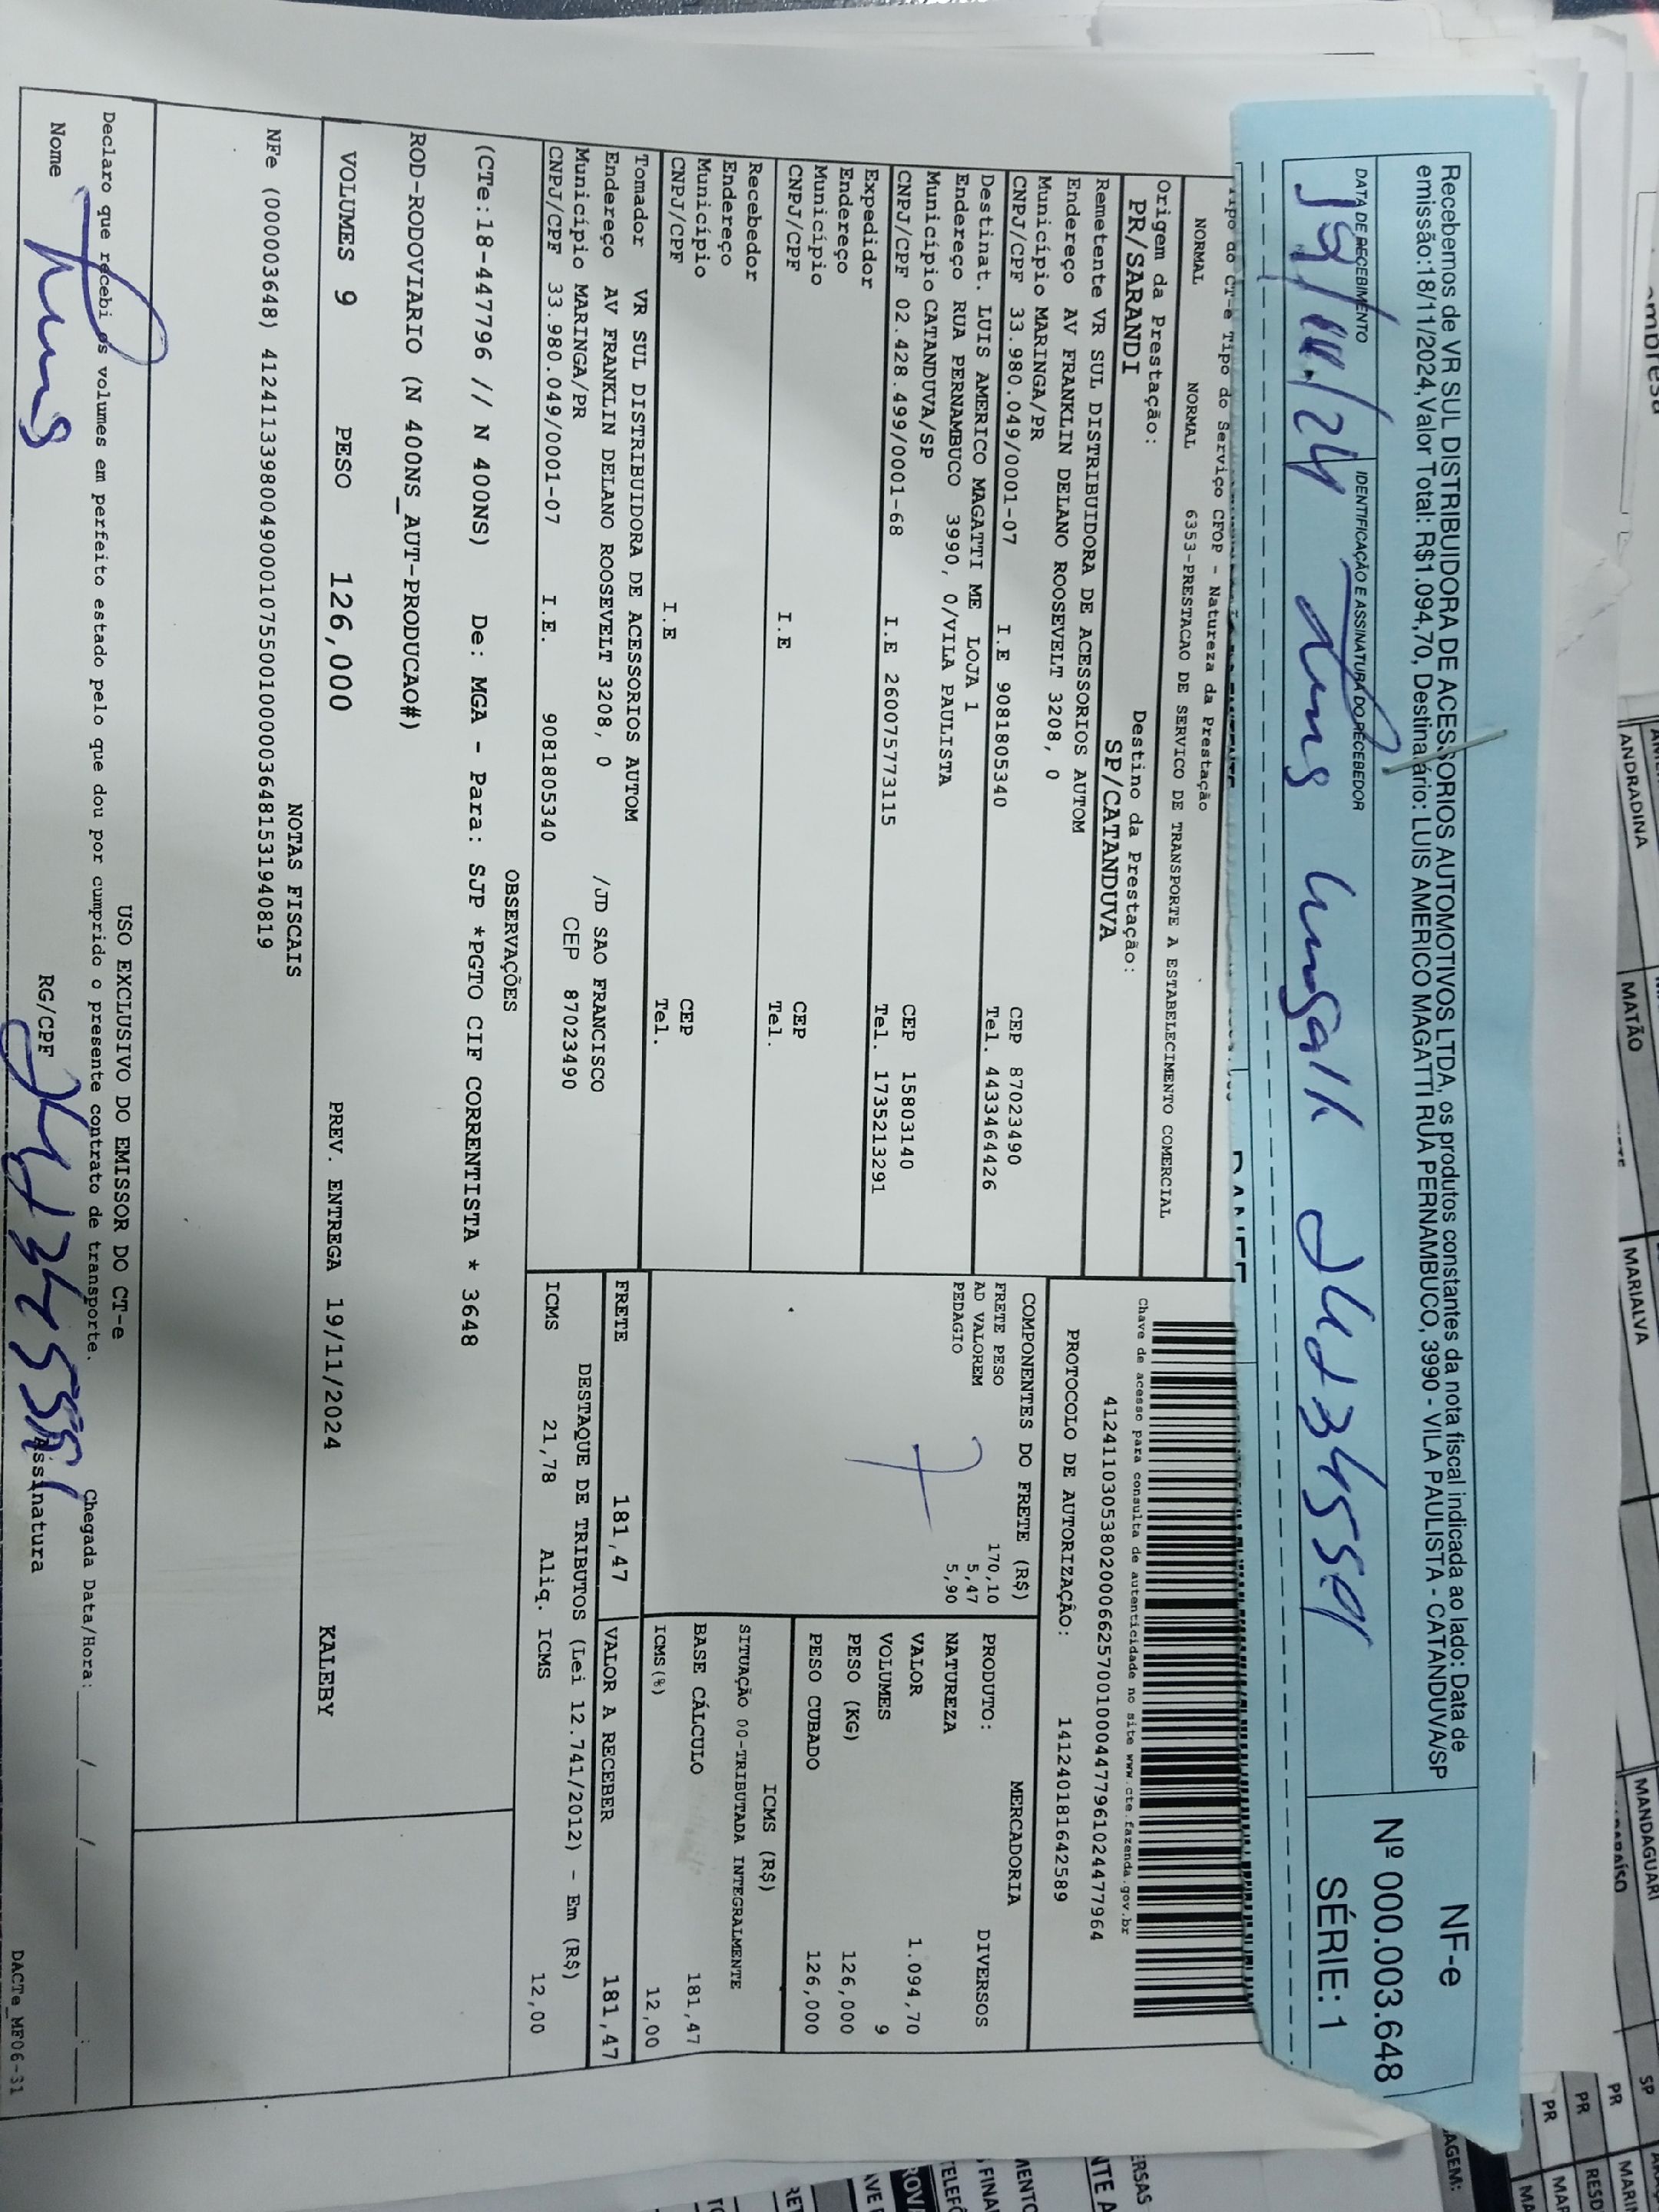 Recebemos de VR SUL DISTRIBUIDORA DE ACESSORIOS AUTOMOTIVOS LTDA, os produtos constantes da nota fiscal indicada ao lado: Data de
emissão:18/11/2024,Valor Total: R$1.094,70, Destinatário: LUIS AMERICO MAGATTI RUA PERNAMBUCO, 3990 - VILA PAULISTA - CATANDUVA/SP
NF-e
Nº 000.003.648
SÉRIE: 1
DATA DE RECEBIMENTO
IDENTIFICAÇÃO E ASSINATURA DO RECEBEDOR
Tipo do CT-e Tipo do Serviço CFOP - Natureza da Prestação
NORMAL NORMAL 6353-PRESTACAO DE SERVICO DE TRANSPORTE A ESTABELECIMENTO COMERCIAL
Origem da Prestação: Destino da Prestação:
PR/SARANDI SP/CATANDUVA
Chave de acesso para consulta de autenticidade no site www.cte.fazenda.gov.br
41241103053802000662570010004477961024477964
PROTOCOLO DE AUTORIZAÇÃO: 141240181642589
Remetente VR SUL DISTRIBUIDORA DE ACESSORIOS AUTOM
Endereço AV FRANKLIN DELANO ROOSEVELT 3208, 0
Município MARINGA/PR CEP 87023490
CNPJ/CPF 33.980.049/0001-07 I.E 9081805340 Tel. 4433464426
Destinat. LUIS AMERICO MAGATTI ME LOJA 1
Endereço RUA PERNAMBUCO 3990, 0/VILA PAULISTA
Município CATANDUVA/SP CEP 15803140
CNPJ/CPF 02.428.499/0001-68 I.E 260075773115 Tel. 1735213291
Expedidor
Endereço
Município CEP
CNPJ/CPF I.E Tel.
Recebedor
Endereço
Município CEP
CNPJ/CPF I.E Tel.
Tomador VR SUL DISTRIBUIDORA DE ACESSORIOS AUTOM
Endereço AV FRANKLIN DELANO ROOSEVELT 3208, 0 /JD SAO FRANCISCO
Município MARINGA/PR CEP 87023490
CNPJ/CPF 33.980.049/0001-07 I.E. 9081805340
COMPONENTES DO FRETE (R$)
FRETE PESO 170,10
AD VALOREM 5,47
PEDAGIO 5,90
MERCADORIA
PRODUTO: DIVERSOS
NATUREZA
VALOR 1.094,70
VOLUMES 9
PESO (KG) 126,000
PESO CUBADO 126,000
ICMS (R$)
SITUAÇÃO 00-TRIBUTADA INTEGRALMENTE
BASE CÁLCULO 181,47
ICMS(%) 12,00
FRETE 181,47 VALOR A RECEBER 181,47
DESTAQUE DE TRIBUTOS (Lei 12.741/2012) - Em (R$)
ICMS 21,78 Aliq. ICMS 12,00
OBSERVAÇÕES
(CTe:18-447796 // N 400NS) De: MGA - Para: SJP *PGTO CIF CORRENTISTA * 3648
ROD-RODOVIARIO (N 400NS_AUT-PRODUCAO#)
VOLUMES 9 PESO 126,000 PREV. ENTREGA 19/11/2024 KALEBY
NOTAS FISCAIS
NFe (000003648) 41241133980049000107550010000036481531940819
USO EXCLUSIVO DO EMISSOR DO CT-e
Declaro que recebi os volumes em perfeito estado pelo que dou por cumprido o presente contrato de transporte. Chegada Data/Hora:____/____/____ ____:____
Nome RG/CPF Assinatura
DACTe_MF06-31
ANDRADINA
MATÃO
MARIALVA
MANDAGUARI